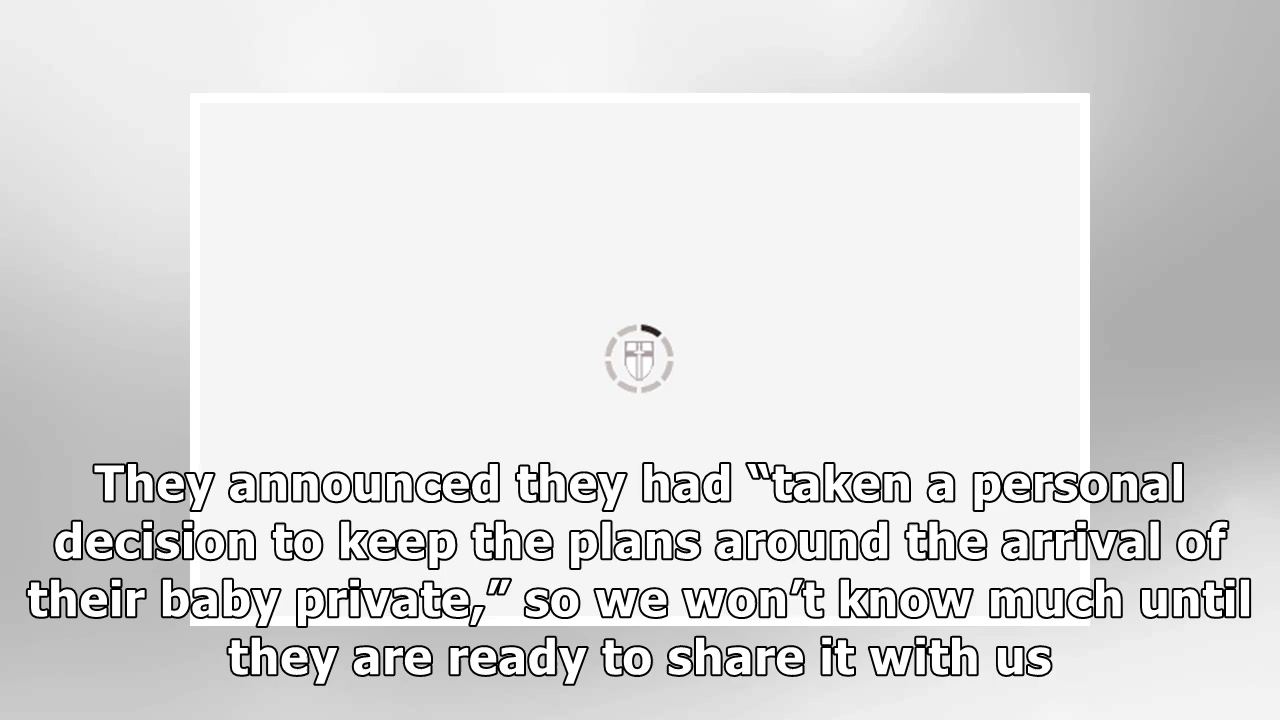 They announced they had “taken a personal
decision to keep the plans around the arrival of
their baby private,” so we won’t know much until
they are ready to share it with us